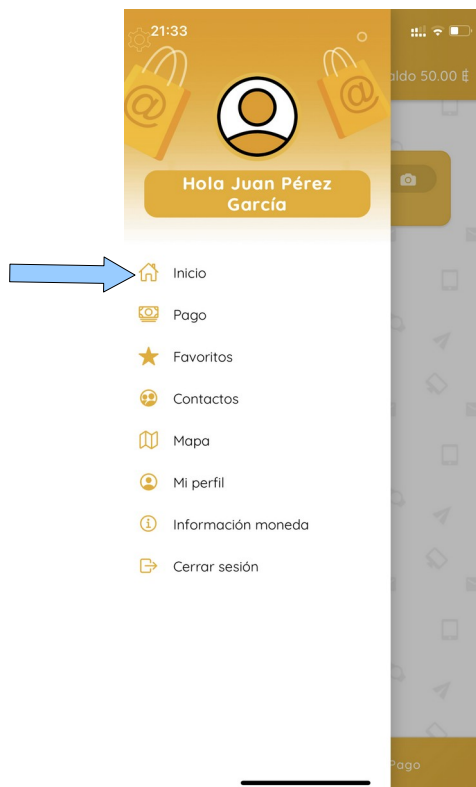 21:33
aldo 50.00 ₿
@
@
Hola Juan Pérez
García
Inicio
Pago
Favoritos
Contactos
Mapa
Mi perfil
Información moneda
Cerrar sesión
Pago